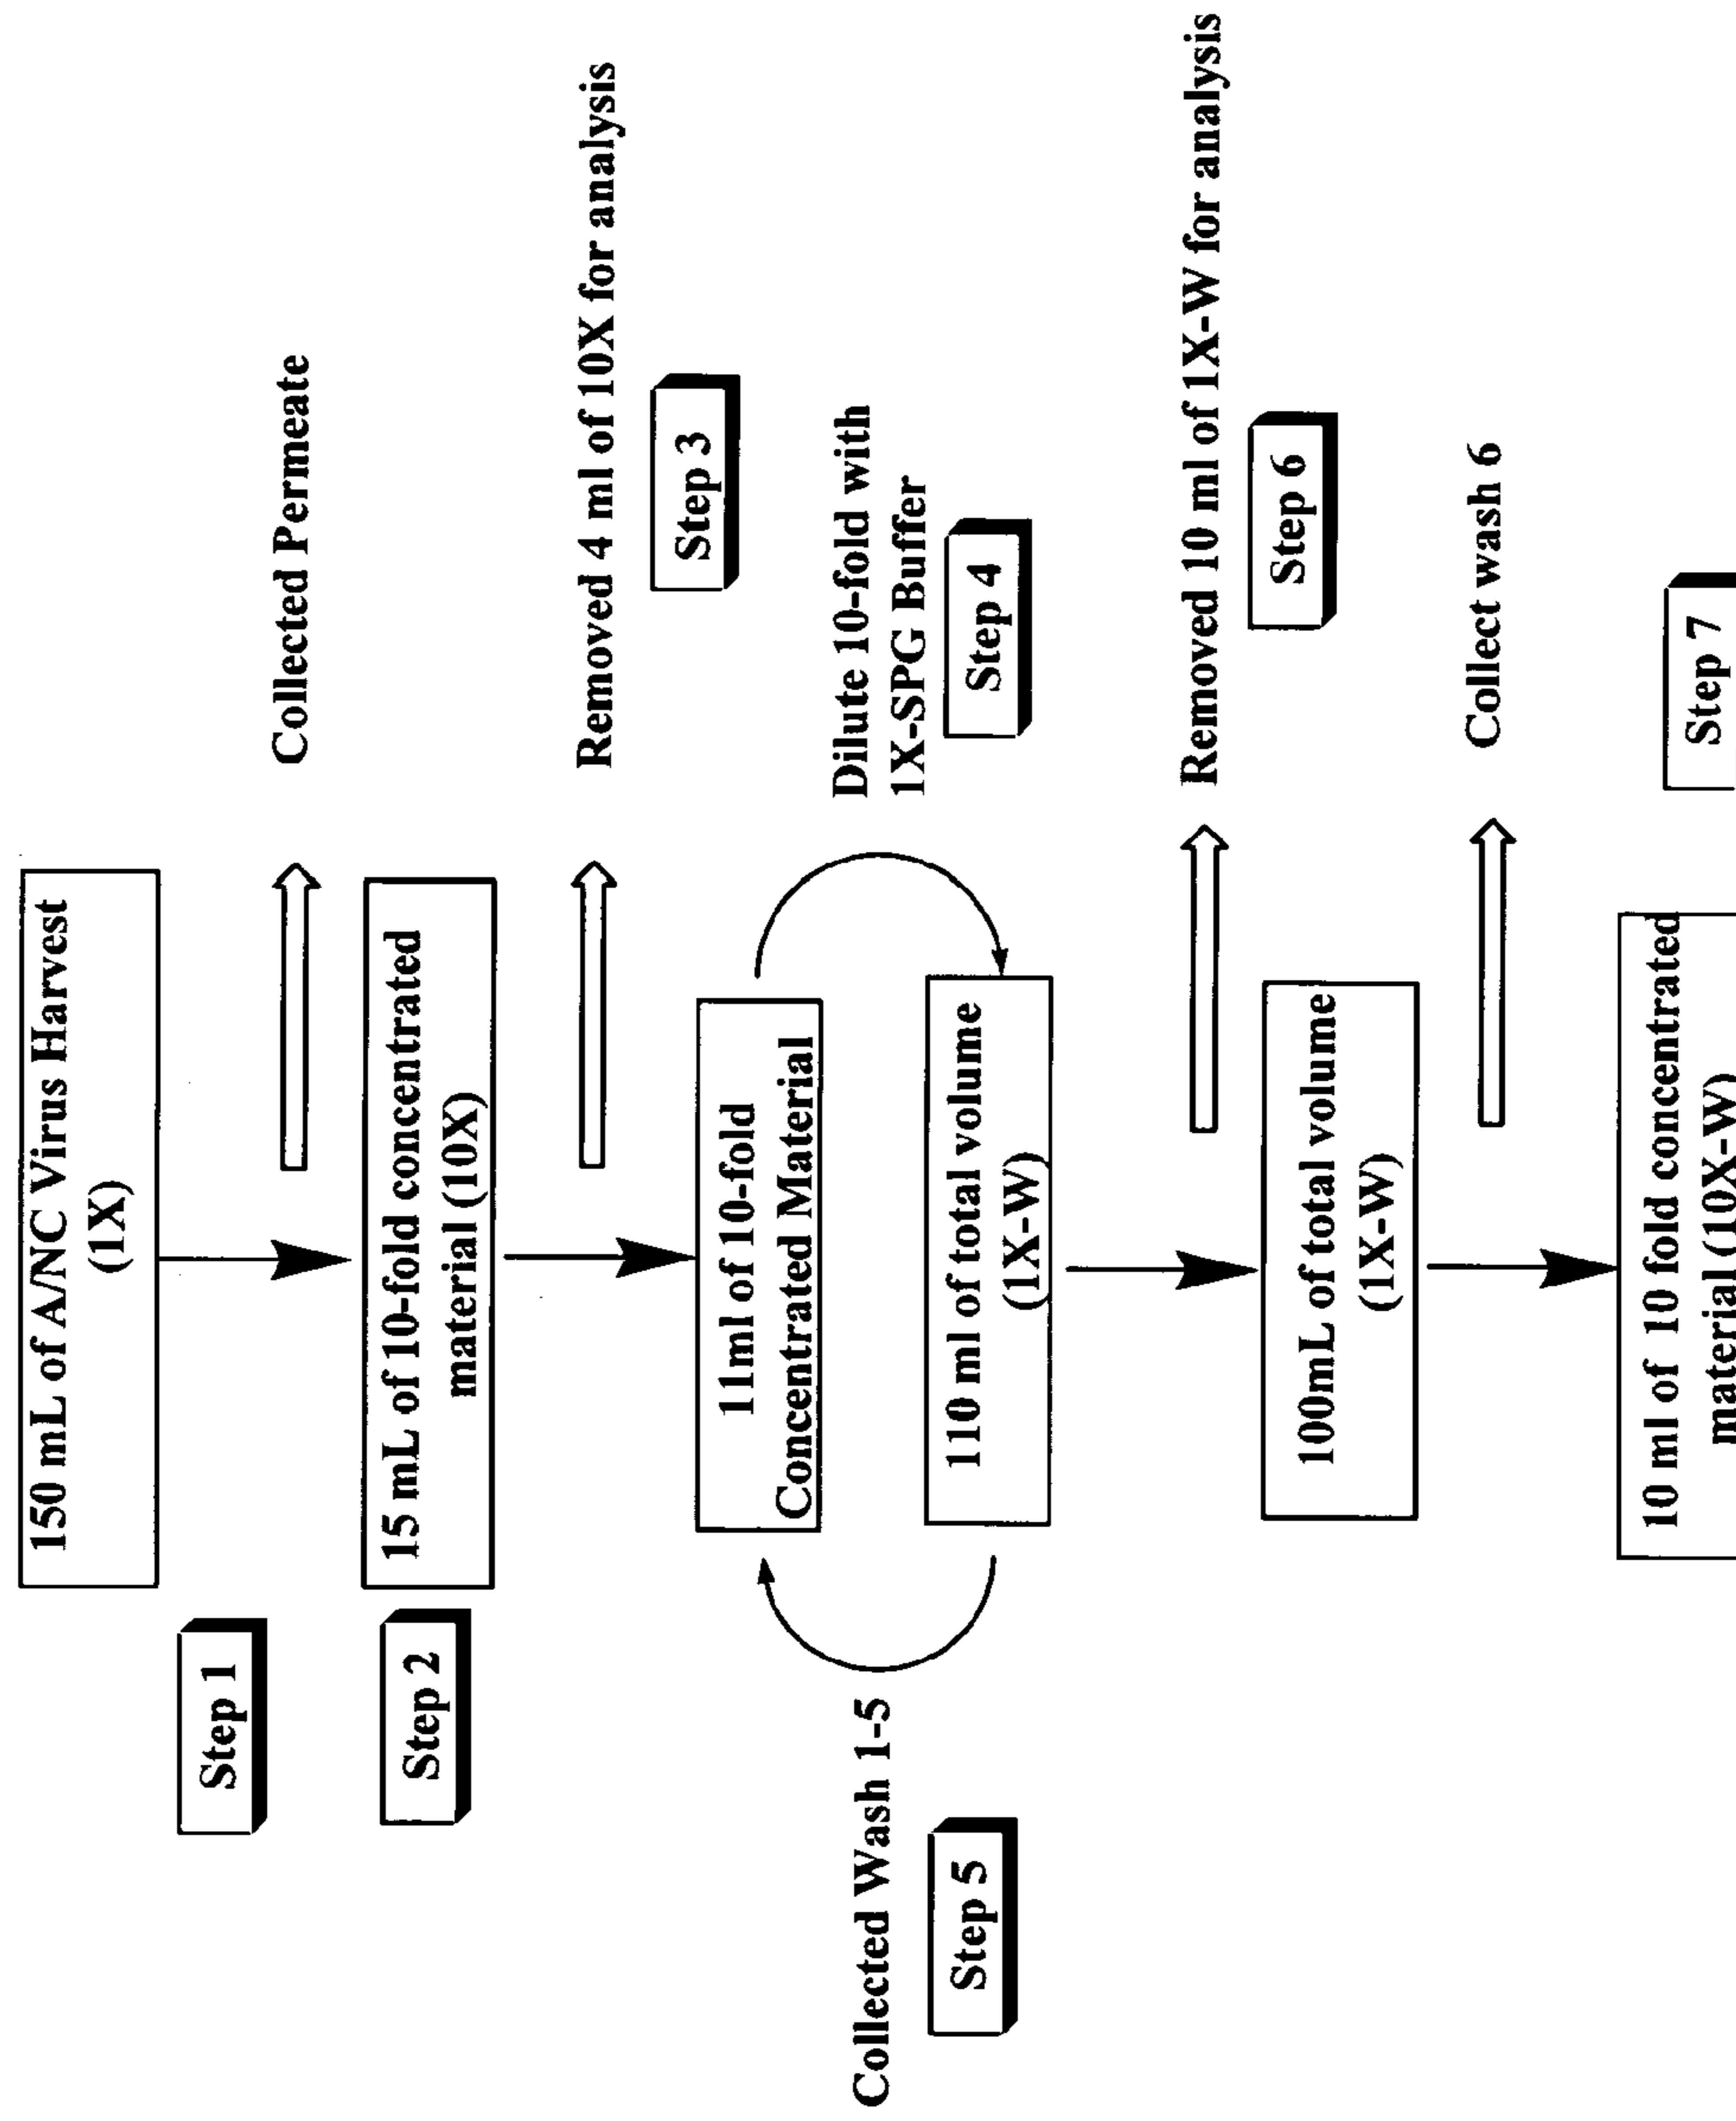 150 mL of A/NC Virus Harvest
(1X)
Step 1
Collected Permeate
15 mL of 10-fold concentrated
material (10X)
Step 2
Removed 4 ml of 10X for analysis
Step 3
11ml of 10-fold
Concentrated Material
Dilute 10-fold with
1X-SPG Buffer
Step 4
Collected Wash 1-5
Step 5
110 ml of total volume
(1X-W)
Removed 10 ml of 1X-W for analysis
Step 6
100mL of total volume
(1X-W)
Collect wash 6
Step 7
10 ml of 10 fold concentrated
material (10X-W)